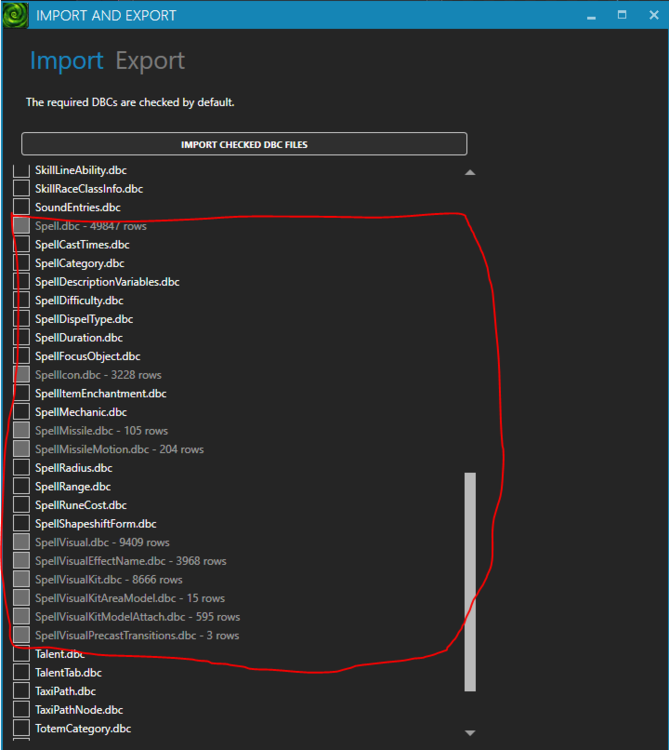 IMPORT AND EXPORT
Import Export
The required DBCs are checked by default.
IMPORT CHECKED DBC FILES
SkillLineAbility.dbc
SkillRaceClassInfo.dbc
SoundEntries.dbc
Spell.dbc - 49847 rows
SpellCastTimes.dbc
SpellCategory.dbc
SpellDescriptionVariables.dbc
SpellDifficulty.dbc
SpellDispelType.dbc
SpellDuration.dbc
SpellFocusObject.dbc
SpellIcon.dbc - 3228 rows
SpellItemEnchantment.dbc
SpellMechanic.dbc
SpellMissile.dbc - 105 rows
SpellMissileMotion.dbc - 204 rows
SpellRadius.dbc
SpellRange.dbc
SpellRuneCost.dbc
SpellShapeshiftForm.dbc
SpellVisual.dbc - 9409 rows
SpellVisualEffectName.dbc - 3968 rows
SpellVisualKit.dbc - 8666 rows
SpellVisualKitAreaModel.dbc - 15 rows
SpellVisualKitModelAttach.dbc - 595 rows
SpellVisualPrecastTransitions.dbc - 3 rows
Talent.dbc
TalentTab.dbc
TaxiPath.dbc
TaxiPathNode.dbc
TotemCategory.dbc